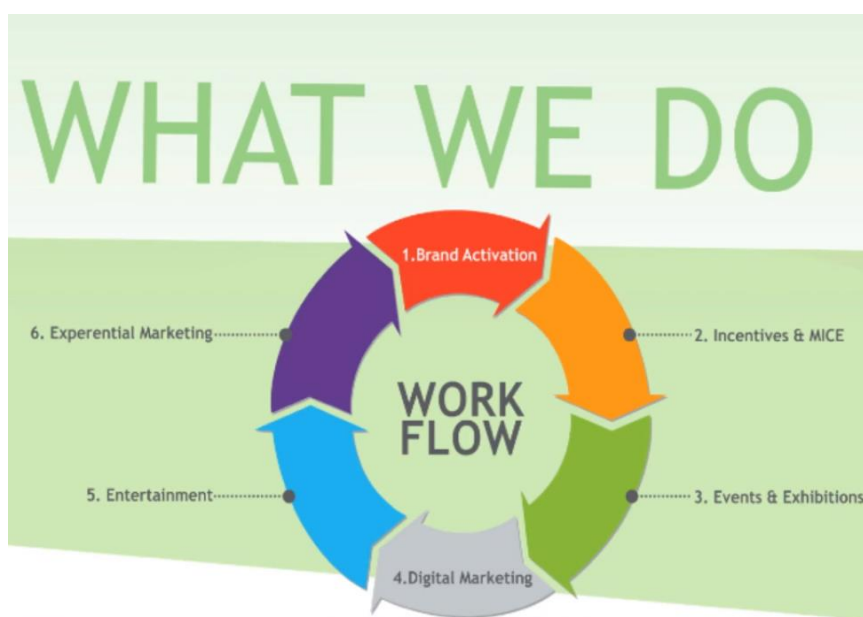 WHAT WE DO
1.Brand Activation
2. Incentives & MICE
3. Events & Exhibitions
4.Digital Marketing
5. Entertainment
6. Experential Marketing
WORK
FLOW